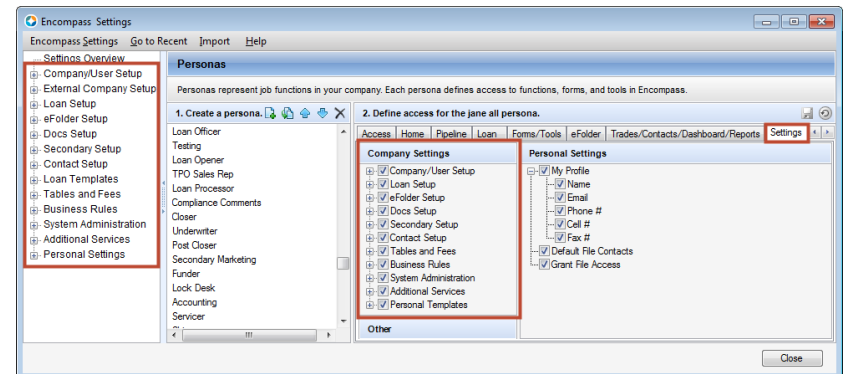 Encompass Settings
Encompass Settings Go to Recent Import Help
Settings Overview
Company/User Setup
External Company Setup
Loan Setup
eFolder Setup
Docs Setup
Secondary Setup
Contact Setup
Loan Templates
Tables and Fees
Business Rules
System Administration
Additional Services
Personal Settings
Personas
Personas represent job functions in your company. Each persona defines access to functions, forms, and tools in Encompass.
1. Create a persona.
Loan Officer
Testing
Loan Opener
TPO Sales Rep
Loan Processor
Compliance Comments
Closer
Underwriter
Post Closer
Secondary Marketing
Funder
Lock Desk
Accounting
Servicer
2. Define access for the jane all persona.
Access Home Pipeline Loan Forms/Tools eFolder Trades/Contacts/Dashboard/Reports Settings
Company Settings
Company/User Setup
Loan Setup
eFolder Setup
Docs Setup
Secondary Setup
Contact Setup
Tables and Fees
Business Rules
System Administration
Additional Services
Personal Templates
Other
Personal Settings
My Profile
Name
Email
Phone #
Cell #
Fax #
Default File Contacts
Grant File Access
Close